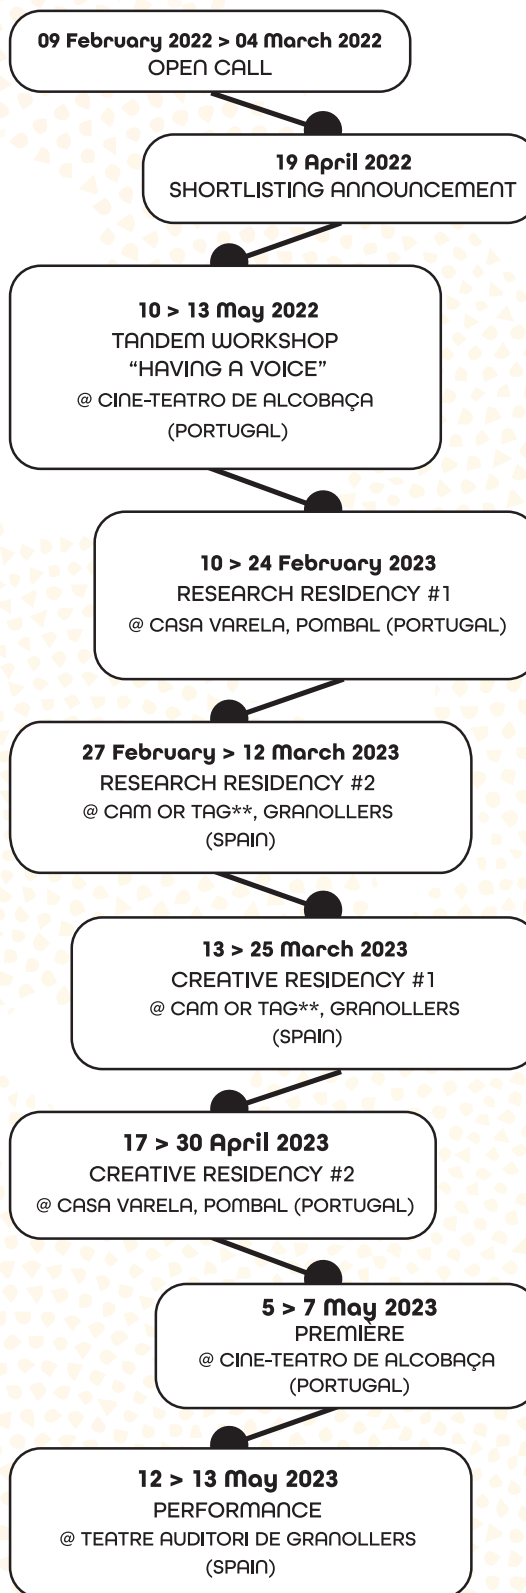 09 February 2022 > 04 March 2022
OPEN CALL
19 April 2022
SHORTLISTING ANNOUNCEMENT
10 > 13 May 2022
TANDEM WORKSHOP
“HAVING A VOICE”
@ CINE-TEATRO DE ALCOBAÇA
(PORTUGAL)
10 > 24 February 2023
RESEARCH RESIDENCY #1
@ CASA VARELA, POMBAL (PORTUGAL)
27 February > 12 March 2023
RESEARCH RESIDENCY #2
@ CAM OR TAG**, GRANOLLERS
(SPAIN)
13 > 25 March 2023
CREATIVE RESIDENCY #1
@ CAM OR TAG**, GRANOLLERS
(SPAIN)
17 > 30 April 2023
CREATIVE RESIDENCY #2
@ CASA VARELA, POMBAL (PORTUGAL)
5 > 7 May 2023
PREMIÈRE
@ CINE-TEATRO DE ALCOBAÇA
(PORTUGAL)
12 > 13 May 2023
PERFORMANCE
@ TEATRE AUDITORI DE GRANOLLERS
(SPAIN)